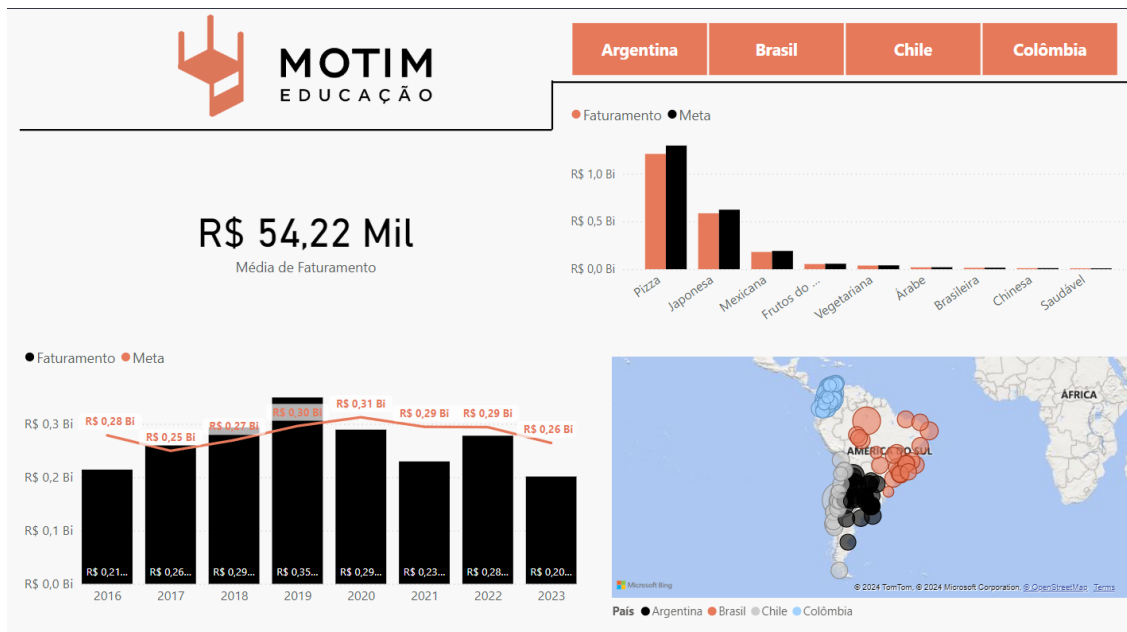 MOTIM
EDUCAÇÃO
Argentina
Brasil
Chile
Colômbia
Faturamento Meta
R$ 1,0 Bi
R$ 0,5 Bi
R$ 0,0 Bi
Pizza
Japonesa
Mexicana
Frutos do ...
Vegetariana
Árabe
Brasileira
Chinesa
Saudável
R$ 54,22 Mil
Média de Faturamento
Faturamento Meta
R$ 0,3 Bi
R$ 0,2 Bi
R$ 0,1 Bi
R$ 0,0 Bi
R$ 0,28 Bi
R$ 0,25 Bi
R$ 0,27 Bi
R$ 0,30 Bi
R$ 0,31 Bi
R$ 0,29 Bi
R$ 0,29 Bi
R$ 0,26 Bi
R$ 0,21...
R$ 0,26...
R$ 0,29...
R$ 0,35...
R$ 0,29...
R$ 0,23...
R$ 0,28...
R$ 0,20...
2016
2017
2018
2019
2020
2021
2022
2023
ÁFRICA
AMÉRICA DO SUL
Microsoft Bing
© 2024 TomTom, © 2024 Microsoft Corporation, © OpenStreetMap Terms
País Argentina Brasil Chile Colômbia